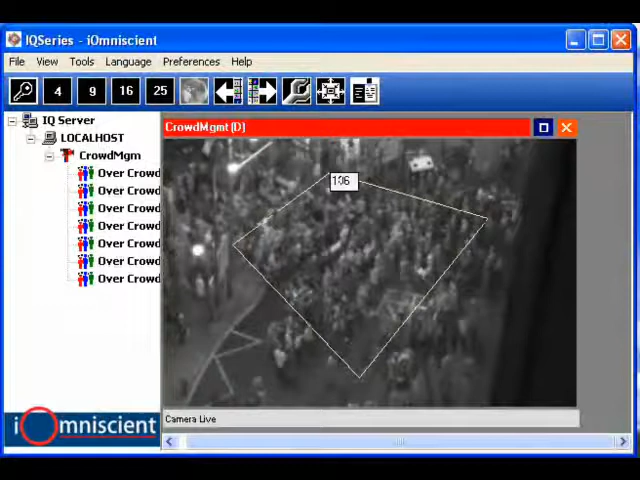 IQSeries - iOmniscient
File View Tools Language Preferences Help
4 9 16 25
IQ Server
LOCALHOST
CrowdMgm
Over Crowd
Over Crowd
Over Crowd
Over Crowd
Over Crowd
Over Crowd
Over Crowd
CrowdMgmt(D)
Camera Live
iOmniscient